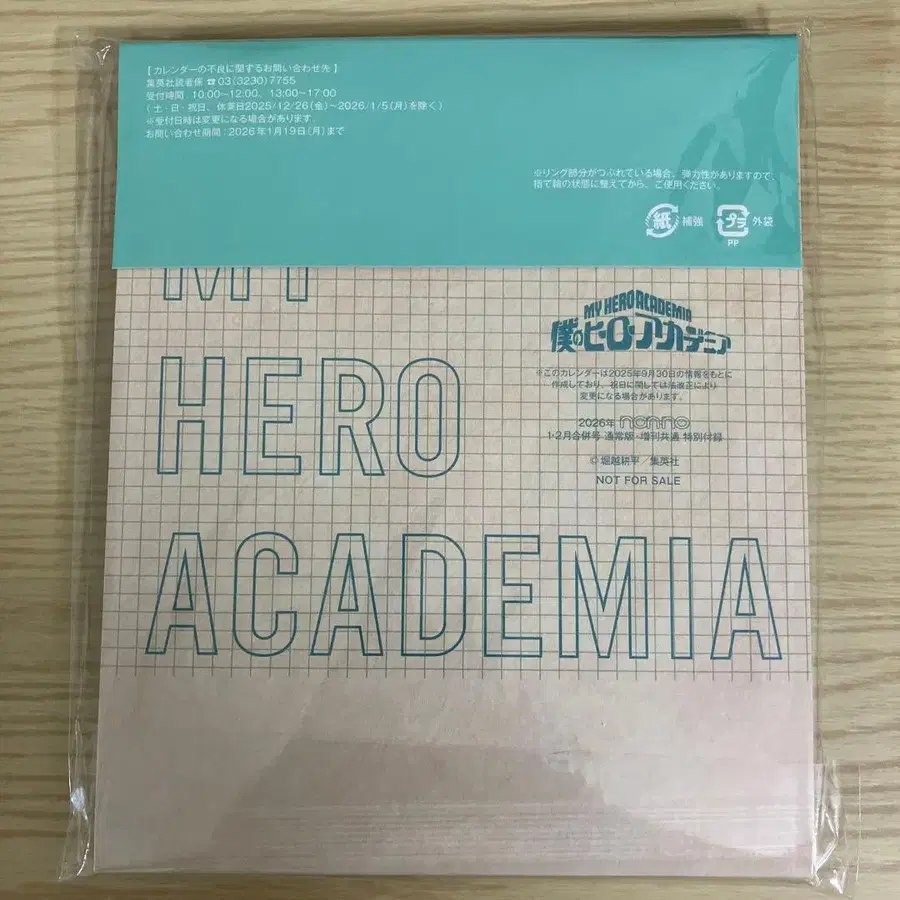 【カレンダーの不良に関するお問い合わせ先】
集英社読者係 ☎03(3230)7755
受付時間 10:00〜12:00、13:00〜17:00
(土・日・祝日、休業日2025/12/26(金)〜2026/1/5(月)を除く)
※受付日時は変更になる場合があります。
お問い合わせ期間:2026年1月19日(月)まで
※リング部分がつぶれている場合、弾力性がありますので、
捻て輪の状態に整えてから、ご使用ください。
紙 補強 プラ 外袋
PP
MY
HERO
ACADEMIA
MY HERO ACADEMIA
僕のヒーローアカデミア
※このカレンダーは2025年9月30日の情報をもとに
作成しており、祝日に関しては法改正により
変更になる場合があります。
2026年 non-no
1・2月合併号 通常版・増刊共通 特別付録
© 堀越耕平／集英社
NOT FOR SALE